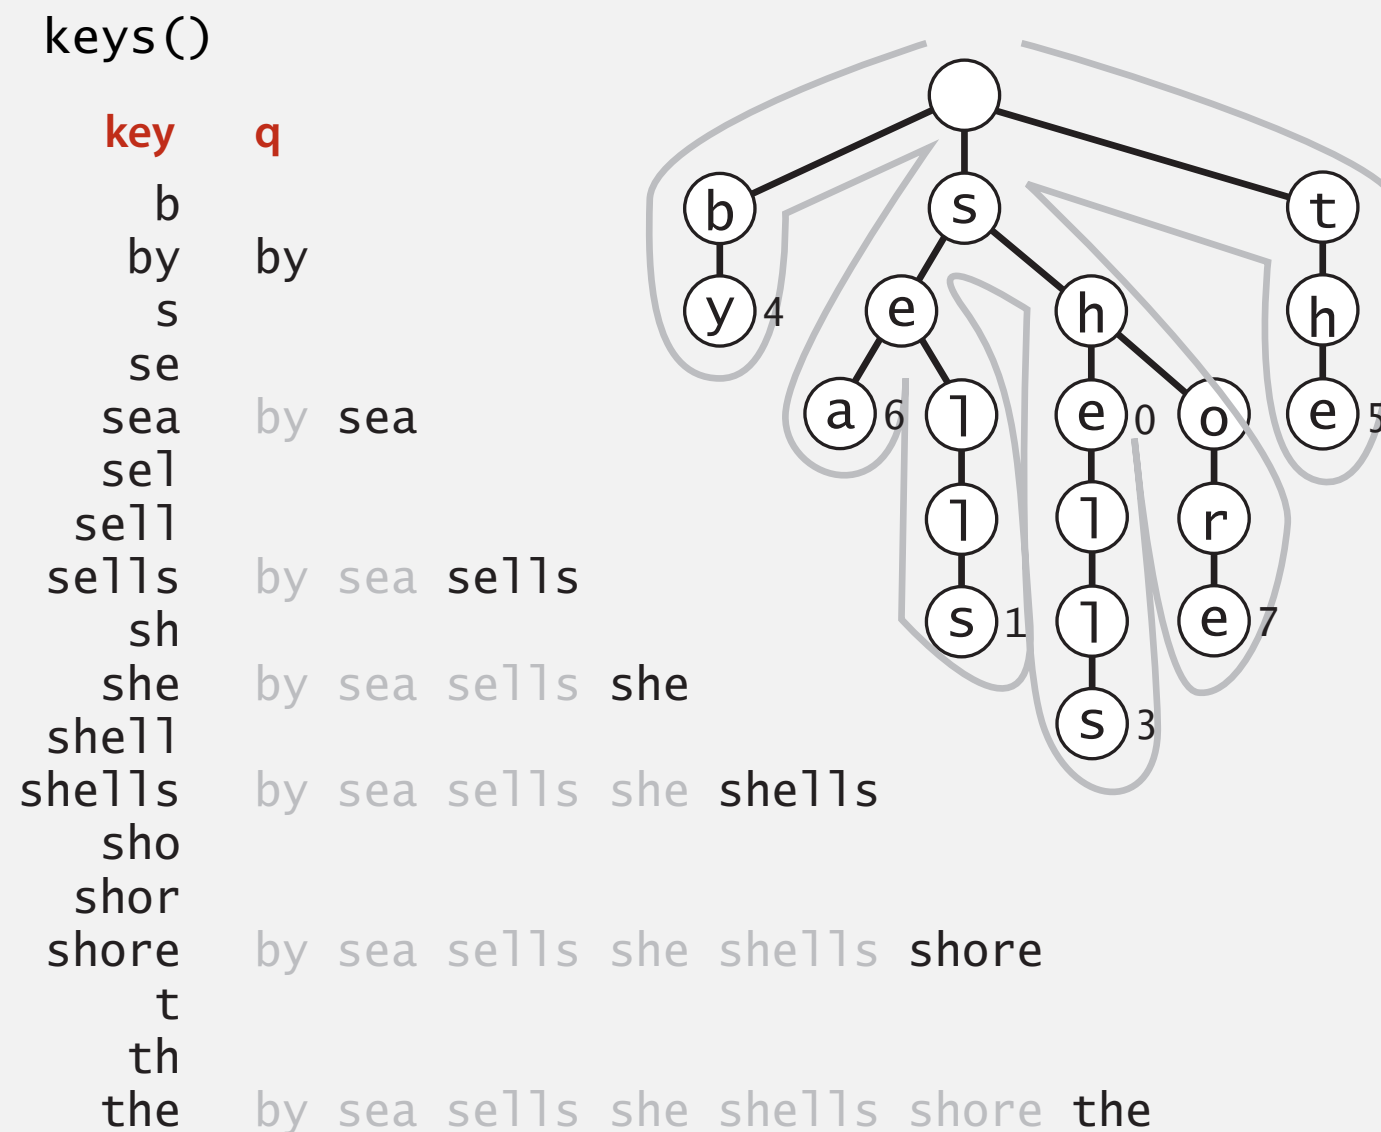 keys()
key q
b
by by
s
se
sea by sea
sel
sell
sells by sea sells
sh
she by sea sells she
shell
shells by sea sells she shells
sho
shor
shore by sea sells she shells shore
t
th
the by sea sells she shells shore the
b s t
y 4 e h h
a 6 l e 0 o e 5
l l r
s 1 l e 7
s 3